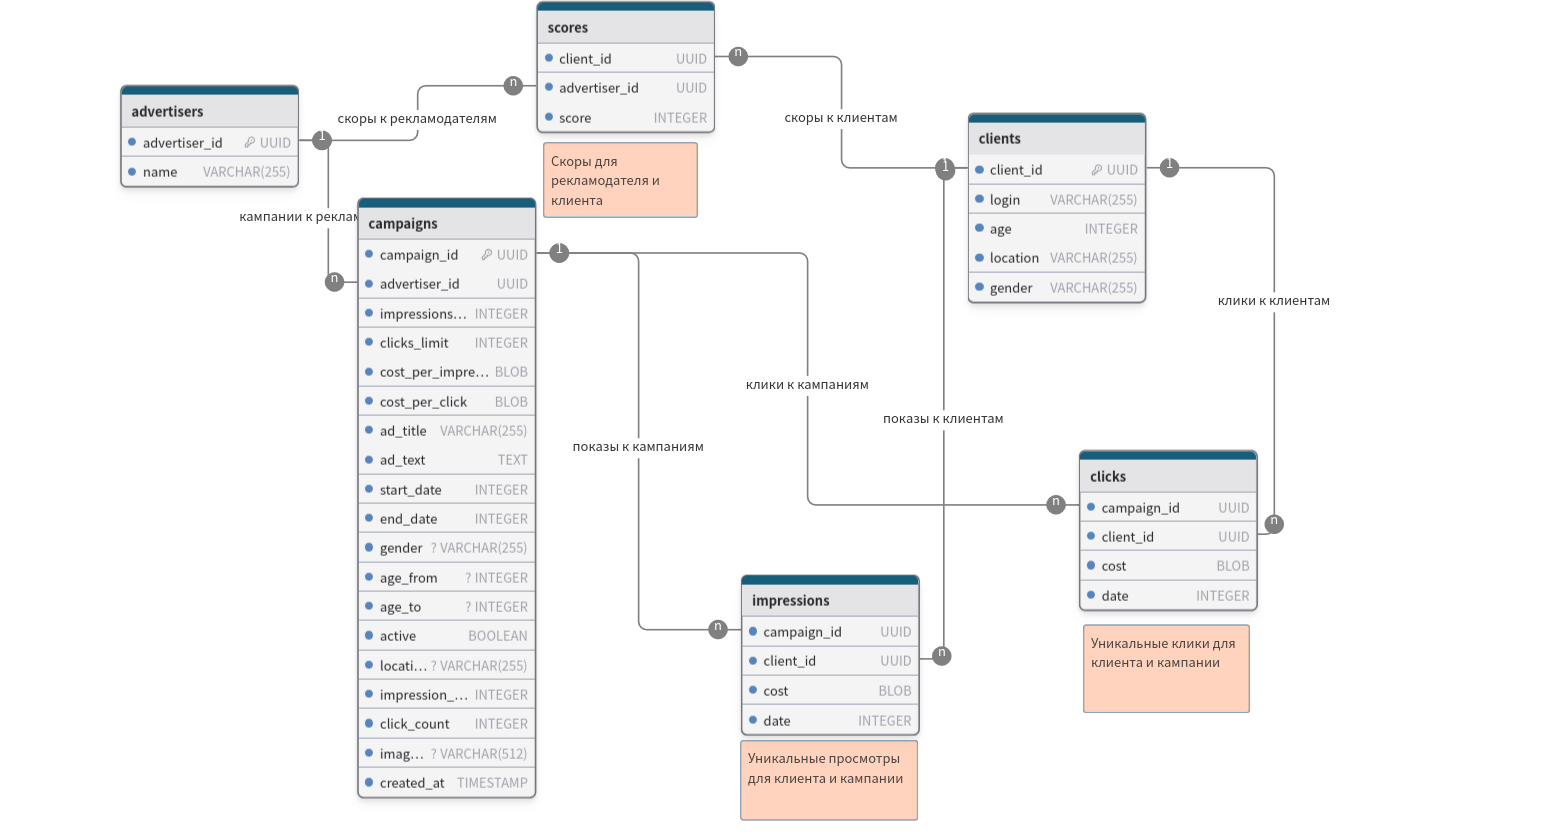 scores
client_id UUID
advertiser_id UUID
score INTEGER
Скоры для
рекламодателя и
клиента
advertisers
advertiser_id UUID
name VARCHAR(255)
1
n
скоры к рекламодателям
n
скоры к клиентам
1
кампании к реклам
n
campaigns
campaign_id UUID
advertiser_id UUID
impressions... INTEGER
clicks_limit INTEGER
cost_per_impre... BLOB
cost_per_click BLOB
ad_title VARCHAR(255)
ad_text TEXT
start_date INTEGER
end_date INTEGER
gender ? VARCHAR(255)
age_from ? INTEGER
age_to ? INTEGER
active BOOLEAN
locati... ? VARCHAR(255)
impression_... INTEGER
click_count INTEGER
imag... ? VARCHAR(512)
created_at TIMESTAMP
1
clients
client_id UUID
login VARCHAR(255)
age INTEGER
location VARCHAR(255)
gender VARCHAR(255)
1
клики к клиентам
клики к кампаниям
показы к клиентам
показы к кампаниям
n
n
n
n
clicks
campaign_id UUID
client_id UUID
cost BLOB
date INTEGER
Уникальные клики для
клиента и кампании
impressions
campaign_id UUID
client_id UUID
cost BLOB
date INTEGER
Уникальные просмотры
для клиента и кампании